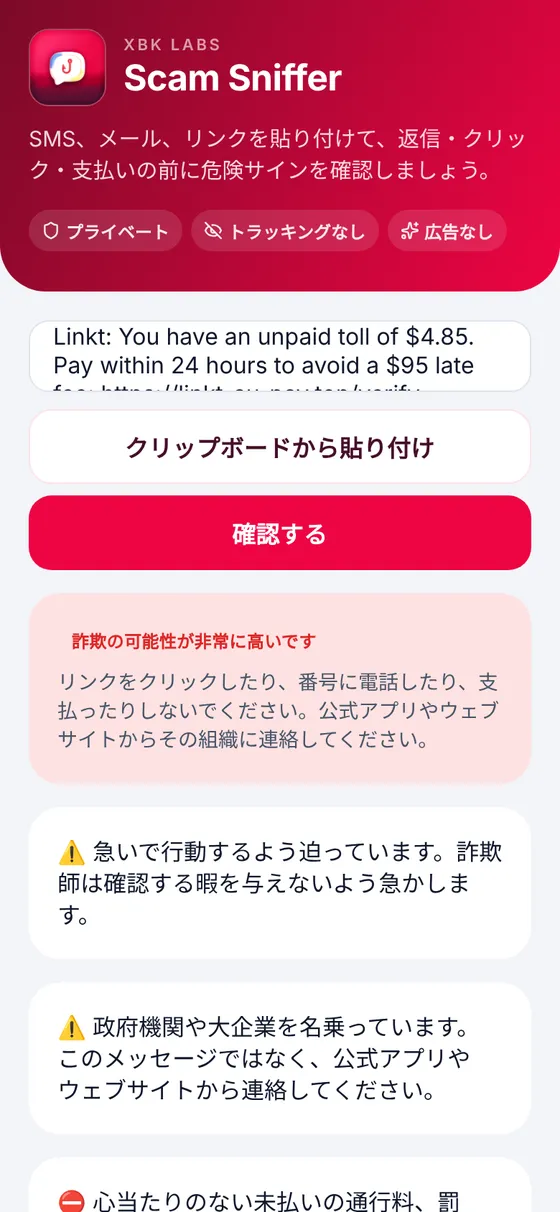 XBK LABS
Scam Sniffer
SMS、メール、リンクを貼り付けて、返信・クリッ
ク・支払いの前に危険サインを確認しましょう。
プライベート
トラッキングなし
広告なし
Linkt: You have an unpaid toll of $4.85.
Pay within 24 hours to avoid a $95 late
クリップボードから貼り付け
確認する
詐欺の可能性が非常に高いです
リンクをクリックしたり、番号に電話したり、支
払ったりしないでください。公式アプリやウェブ
サイトからその組織に連絡してください。
⚠️ 急いで行動するよう迫っています。詐欺
師は確認する暇を与えないよう急かしま
す。
⚠️ 政府機関や大企業を名乗っています。
このメッセージではなく、公式アプリや
ウェブサイトから連絡してください。
⛔ 心当たりのない未払いの通行料、罰